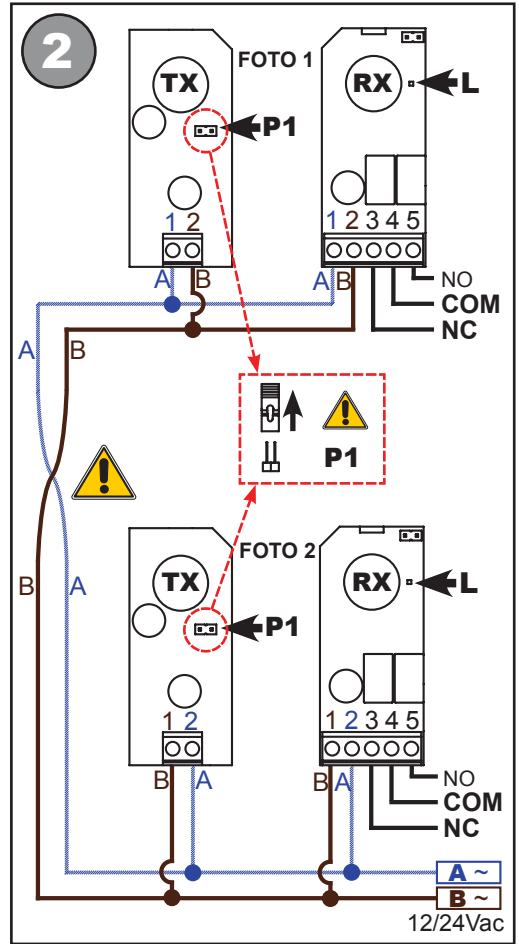 2
FOTO 1
TX
RX
L
P1
1 2
1 2 3 4 5
A B
A B
NO
COM
NC
A B
P1
B A
FOTO 2
TX
RX
L
P1
1 2
1 2 3 4 5
B A
B A
NO
COM
NC
A ~
B ~
12/24Vac